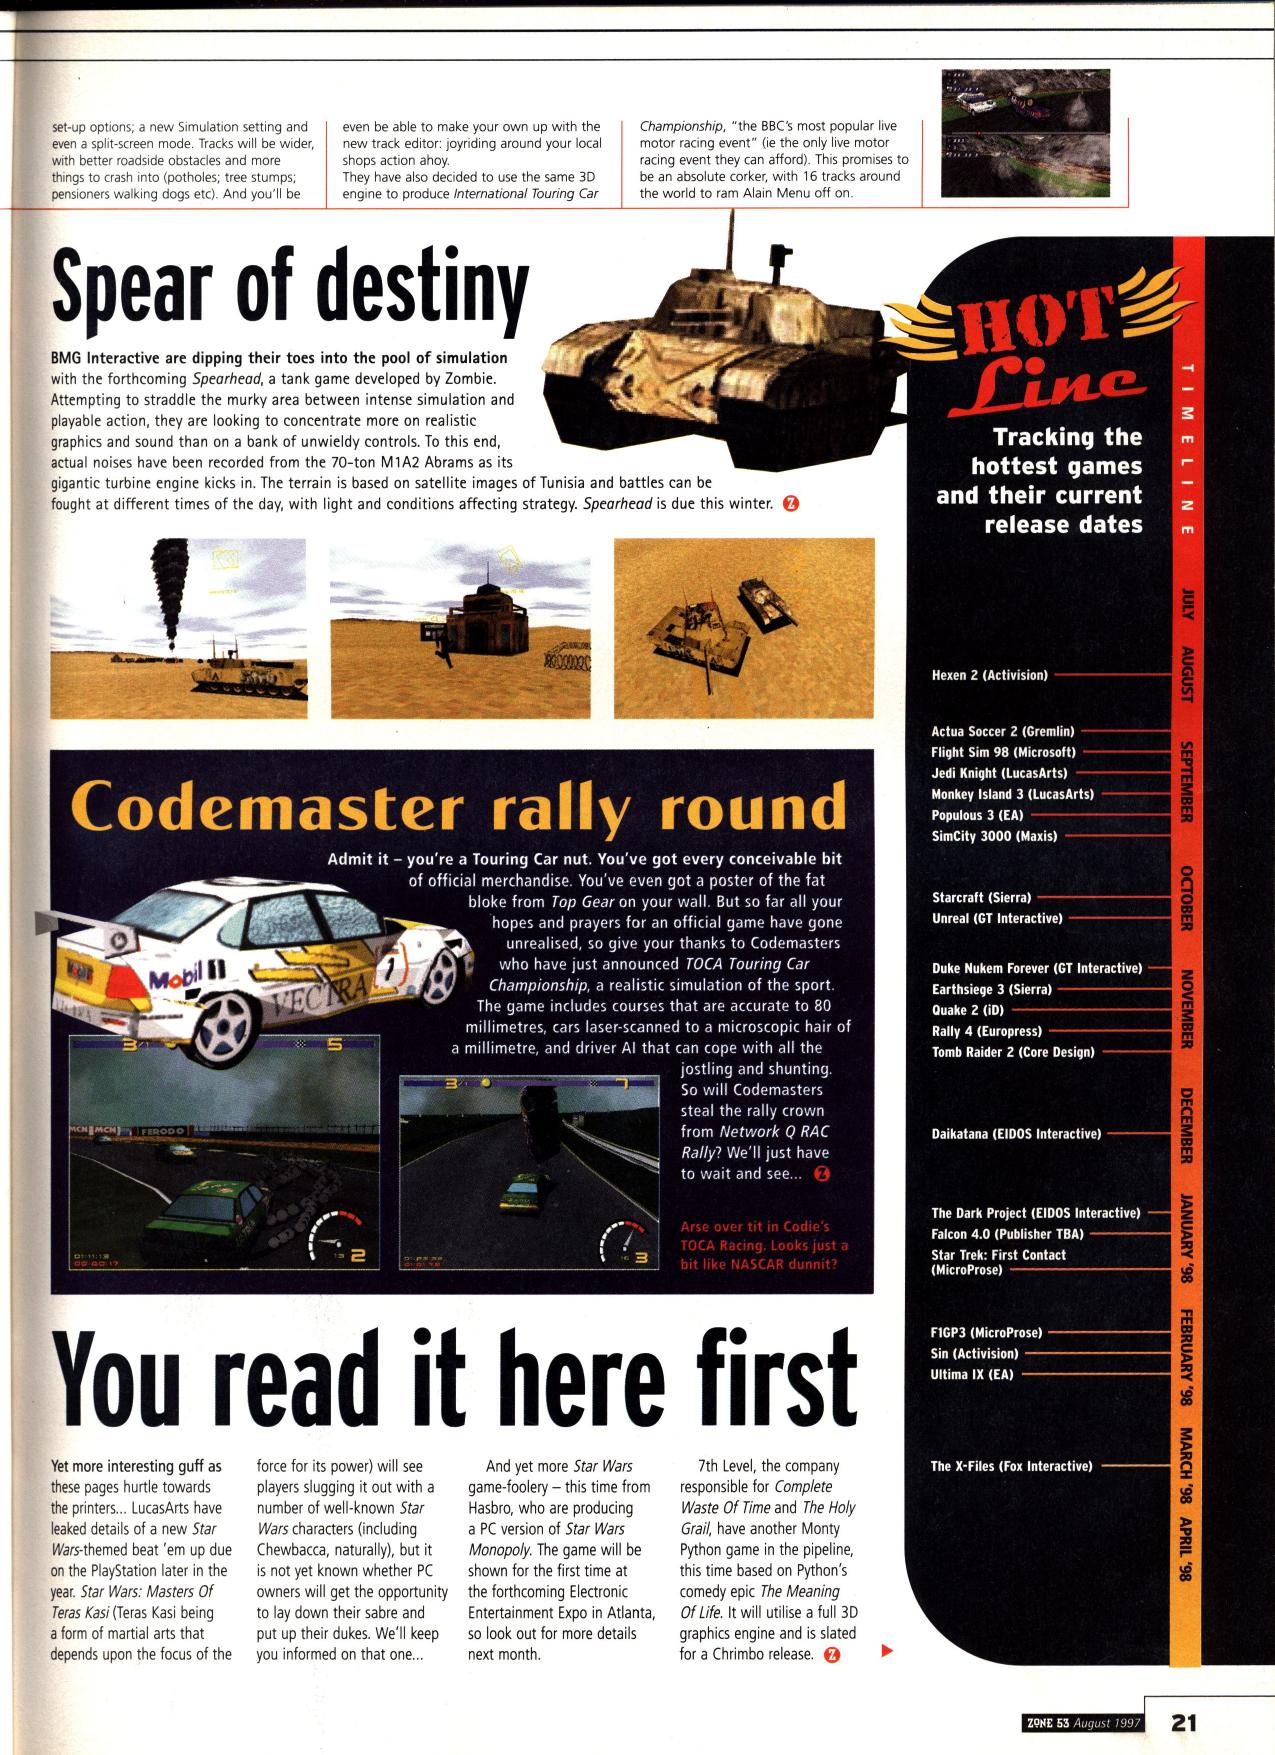 set-up options; a new Simulation setting and
even a split-screen mode. Tracks will be wider,
with better roadside obstacles and more
things to crash into (potholes; tree stumps;
pensioners walking dogs etc). And you'll be
even be able to make your own up with the
new track editor: joyriding around your local
shops action ahoy.
They have also decided to use the same 3D
engine to produce International Touring Car
Championship, “the BBC's most popular live
motor racing event” (ie the only live motor
racing event they can afford). This promises to
be an absolute corker, with 16 tracks around
the world to ram Alain Menu off on.
Spear of destiny
BMG Interactive are dipping their toes into the pool of simulation
with the forthcoming Spearhead, a tank game developed by Zombie.
Attempting to straddle the murky area between intense simulation and
playable action, they are looking to concentrate more on realistic
graphics and sound than on a bank of unwieldy controls. To this end,
actual noises have been recorded from the 70-ton M1A2 Abrams as its
gigantic turbine engine kicks in. The terrain is based on satellite images of Tunisia and battles can be
fought at different times of the day, with light and conditions affecting strategy. Spearhead is due this winter. Z
Codemaster rally round
Admit it – you're a Touring Car nut. You've got every conceivable bit
of official merchandise. You've even got a poster of the fat
bloke from Top Gear on your wall. But so far all your
hopes and prayers for an official game have gone
unrealised, so give your thanks to Codemasters
who have just announced TOCA Touring Car
Championship, a realistic simulation of the sport.
The game includes courses that are accurate to 80
millimetres, cars laser-scanned to a microscopic hair of
a millimetre, and driver AI that can cope with all the
jostling and shunting.
So will Codemasters
steal the rally crown
from Network Q RAC
Rally? We'll just have
to wait and see... Z
Mobil 1
VECTRA
1
3/
5
MCN MCN
FERODO
01:11:13
00:00:17
2
3/
7
3
Arse over tit in Codie's
TOCA Racing. Looks just a
bit like NASCAR dunnit?
You read it here first
Yet more interesting guff as
these pages hurtle towards
the printers... LucasArts have
leaked details of a new Star
Wars-themed beat 'em up due
on the PlayStation later in the
year. Star Wars: Masters Of
Teras Kasi (Teras Kasi being
a form of martial arts that
depends upon the focus of the
force for its power) will see
players slugging it out with a
number of well-known Star
Wars characters (including
Chewbacca, naturally), but it
is not yet known whether PC
owners will get the opportunity
to lay down their sabre and
put up their dukes. We'll keep
you informed on that one...
And yet more Star Wars
game-foolery – this time from
Hasbro, who are producing
a PC version of Star Wars
Monopoly. The game will be
shown for the first time at
the forthcoming Electronic
Entertainment Expo in Atlanta,
so look out for more details
next month.
7th Level, the company
responsible for Complete
Waste Of Time and The Holy
Grail, have another Monty
Python game in the pipeline,
this time based on Python's
comedy epic The Meaning
Of Life. It will utilise a full 3D
graphics engine and is slated
for a Chrimbo release. Z
HOT
Line
Tracking the
hottest games
and their current
release dates
TIMELINE
JULY
AUGUST
Hexen 2 (Activision)
SEPTEMBER
Actua Soccer 2 (Gremlin)
Flight Sim 98 (Microsoft)
Jedi Knight (LucasArts)
Monkey Island 3 (LucasArts)
Populous 3 (EA)
SimCity 3000 (Maxis)
OCTOBER
Starcraft (Sierra)
Unreal (GT Interactive)
NOVEMBER
Duke Nukem Forever (GT Interactive)
Earthsiege 3 (Sierra)
Quake 2 (iD)
Rally 4 (Europress)
Tomb Raider 2 (Core Design)
DECEMBER
Daikatana (EIDOS Interactive)
JANUARY '98
The Dark Project (EIDOS Interactive)
Falcon 4.0 (Publisher TBA)
Star Trek: First Contact
(MicroProse)
FEBRUARY '98
F1GP3 (MicroProse)
Sin (Activision)
Ultima IX (EA)
MARCH '98
The X-Files (Fox Interactive)
APRIL '98
ZONE 53 August 1997
21